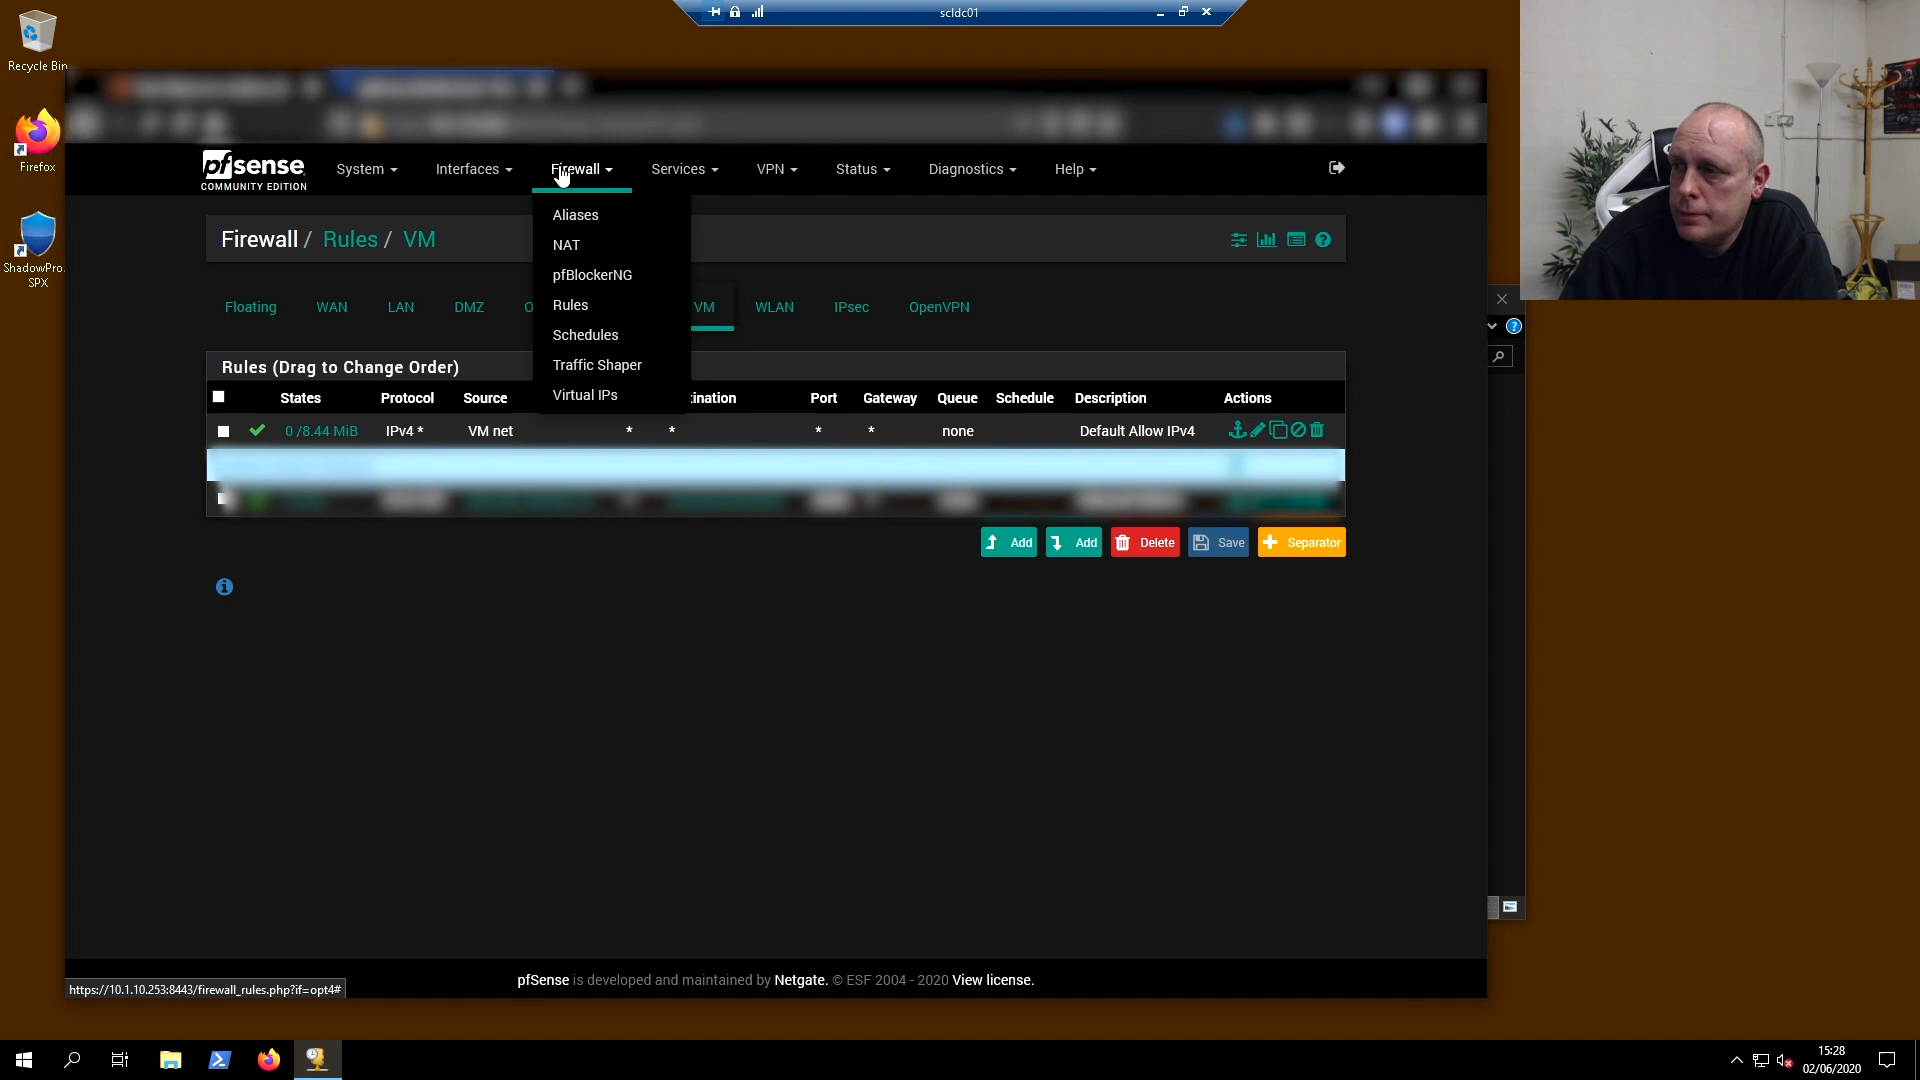 scldc01
Recycle Bin
Firefox
ShadowPro.
SPX
pfsense
COMMUNITY EDITION
System
Interfaces
Firewall
Services
VPN
Status
Diagnostics
Help
Aliases
NAT
pfBlockerNG
Rules
Schedules
Traffic Shaper
Virtual IPs
Firewall / Rules / VM
Floating
WAN
LAN
DMZ
O
VM
WLAN
IPsec
OpenVPN
Rules (Drag to Change Order)
States
Protocol
Source
ination
Port
Gateway
Queue
Schedule
Description
Actions
0 /8.44 MiB
IPv4 *
VM net
*
*
*
*
none
Default Allow IPv4
Add
Add
Delete
Save
Separator
pfSense is developed and maintained by Netgate. © ESF 2004 - 2020 View license.
https://10.1.10.253:8443/firewall_rules.php?if=opt4#
15:28
02/06/2020